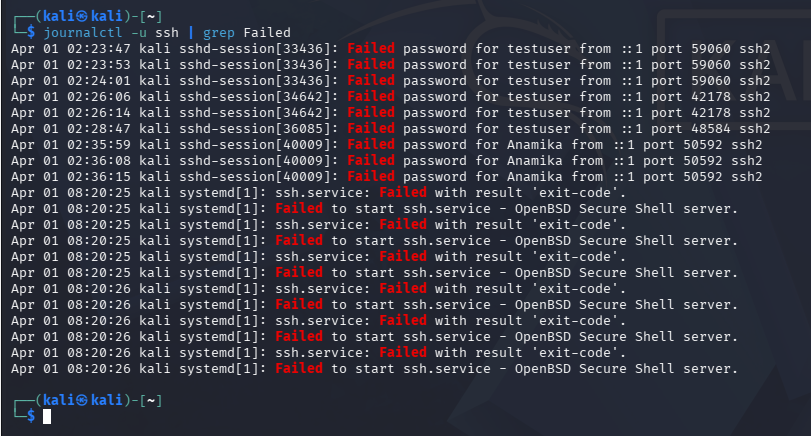 ┌──(kali㉿kali)-[~]
└─$ journalctl -u ssh | grep Failed
Apr 01 02:23:47 kali sshd-session[33436]: Failed password for testuser from ::1 port 59060 ssh2
Apr 01 02:23:53 kali sshd-session[33436]: Failed password for testuser from ::1 port 59060 ssh2
Apr 01 02:24:01 kali sshd-session[33436]: Failed password for testuser from ::1 port 59060 ssh2
Apr 01 02:26:06 kali sshd-session[34642]: Failed password for testuser from ::1 port 42178 ssh2
Apr 01 02:26:14 kali sshd-session[34642]: Failed password for testuser from ::1 port 42178 ssh2
Apr 01 02:28:47 kali sshd-session[36085]: Failed password for testuser from ::1 port 48584 ssh2
Apr 01 02:35:59 kali sshd-session[40009]: Failed password for Anamika from ::1 port 50592 ssh2
Apr 01 02:36:08 kali sshd-session[40009]: Failed password for Anamika from ::1 port 50592 ssh2
Apr 01 02:36:15 kali sshd-session[40009]: Failed password for Anamika from ::1 port 50592 ssh2
Apr 01 08:20:25 kali systemd[1]: ssh.service: Failed with result 'exit-code'.
Apr 01 08:20:25 kali systemd[1]: Failed to start ssh.service - OpenBSD Secure Shell server.
Apr 01 08:20:25 kali systemd[1]: ssh.service: Failed with result 'exit-code'.
Apr 01 08:20:25 kali systemd[1]: Failed to start ssh.service - OpenBSD Secure Shell server.
Apr 01 08:20:25 kali systemd[1]: ssh.service: Failed with result 'exit-code'.
Apr 01 08:20:25 kali systemd[1]: Failed to start ssh.service - OpenBSD Secure Shell server.
Apr 01 08:20:26 kali systemd[1]: ssh.service: Failed with result 'exit-code'.
Apr 01 08:20:26 kali systemd[1]: Failed to start ssh.service - OpenBSD Secure Shell server.
Apr 01 08:20:26 kali systemd[1]: ssh.service: Failed with result 'exit-code'.
Apr 01 08:20:26 kali systemd[1]: Failed to start ssh.service - OpenBSD Secure Shell server.
Apr 01 08:20:26 kali systemd[1]: ssh.service: Failed with result 'exit-code'.
Apr 01 08:20:26 kali systemd[1]: Failed to start ssh.service - OpenBSD Secure Shell server.
┌──(kali㉿kali)-[~]
└─$